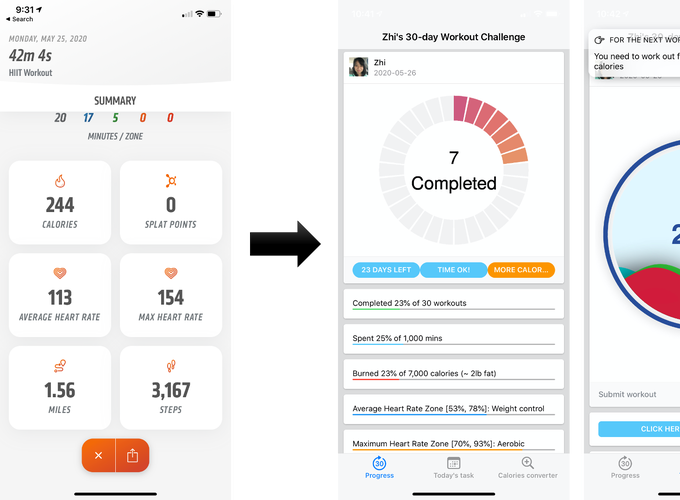 9:31
Search
MONDAY, MAY 25, 2020
42m 4s
HIIT Workout
SUMMARY
20 17 5 0 0
MINUTES / ZONE
244
CALORIES
0
SPLAT POINTS
113
AVERAGE HEART RATE
154
MAX HEART RATE
1.56
MILES
3,167
STEPS
Zhi's 30-day Workout Challenge
Zhi
2020-05-26
7
Completed
23 DAYS LEFT
TIME OK!
MORE CALOR...
Completed 23% of 30 workouts
Spent 25% of 1,000 mins
Burned 23% of 7,000 calories (~ 2lb fat)
Average Heart Rate Zone [53%, 78%]: Weight control
Maximum Heart Rate Zone [70%, 93%]: Aerobic
30
Progress
Today's task
Calories converter
FOR THE NEXT WOR
You need to work out f
calories
2
Submit workout
CLICK HER
30
Progress